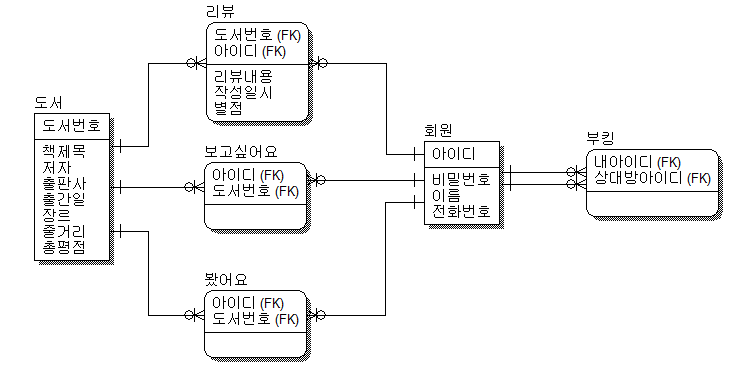 리뷰
도서번호 (FK)
아이디 (FK)
리뷰내용
작성일시
별점
도서
도서번호
책제목
저자
출판사
출간일
장르
줄거리
총평점
보고싶어요
아이디 (FK)
도서번호 (FK)
봤어요
아이디 (FK)
도서번호 (FK)
회원
아이디
비밀번호
이름
전화번호
부킹
내아이디 (FK)
상대방아이디 (FK)